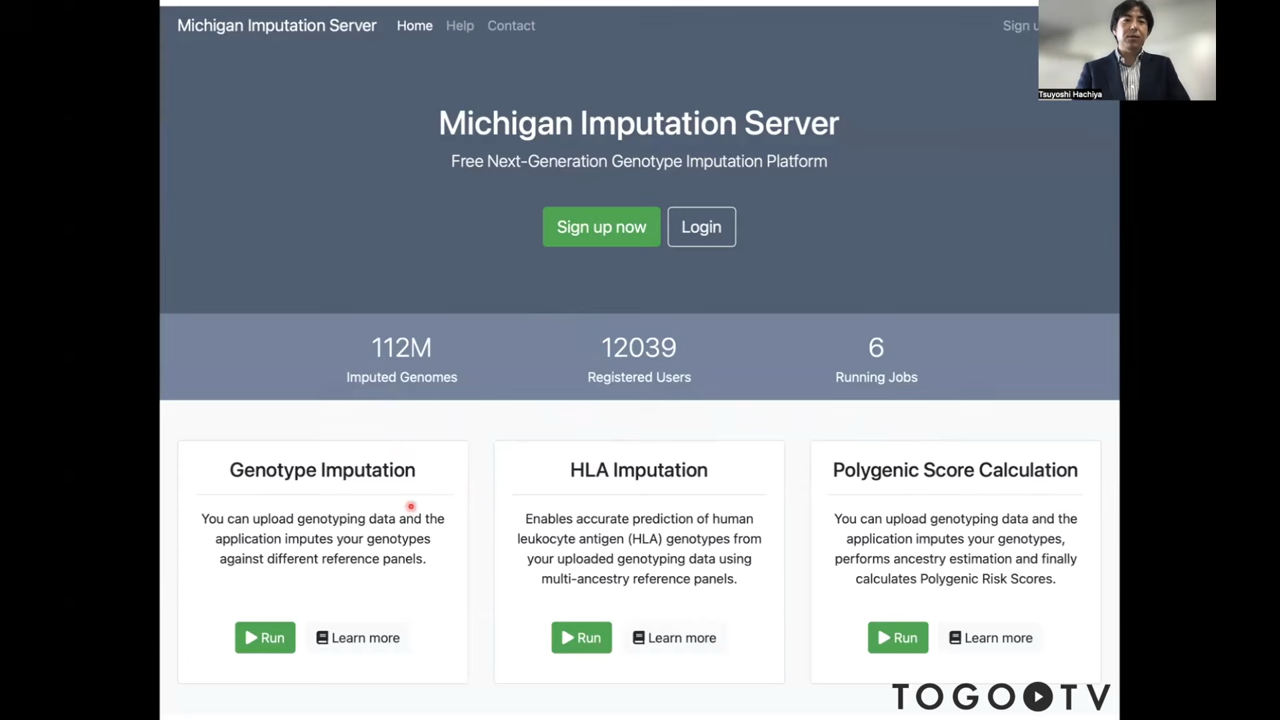 Michigan Imputation Server Home Help Contact Sign
Tsuyoshi Hachiya
Michigan Imputation Server
Free Next-Generation Genotype Imputation Platform
Sign up now Login
112M 12039 6
Imputed Genomes Registered Users Running Jobs
Genotype Imputation
You can upload genotyping data and the
application imputes your genotypes
against different reference panels.
Run Learn more
HLA Imputation
Enables accurate prediction of human
leukocyte antigen (HLA) genotypes from
your uploaded genotyping data using
multi-ancestry reference panels.
Run Learn more
Polygenic Score Calculation
You can upload genotyping data and the
application imputes your genotypes,
performs ancestry estimation and finally
calculates Polygenic Risk Scores.
Run Learn more
TOGO TV